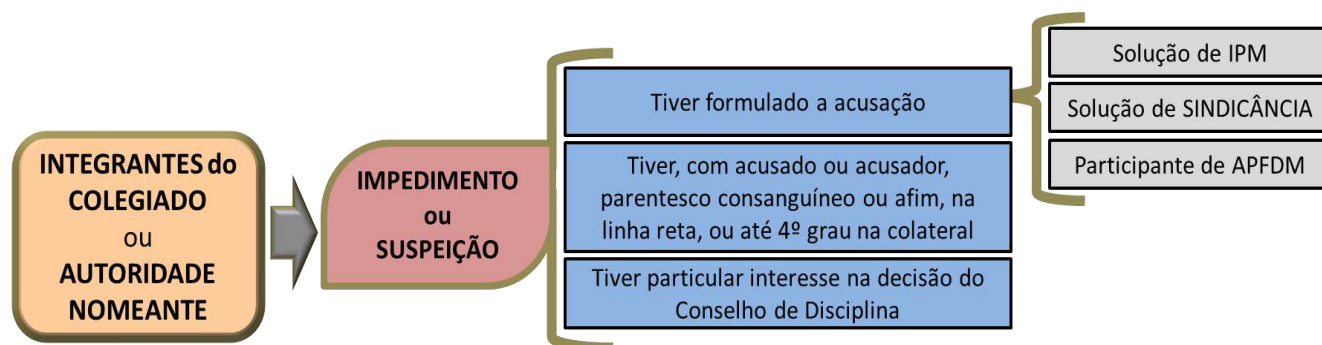 INTEGRANTES do
COLEGIADO
ou
AUTORIDADE
NOMEANTE
IMPEDIMENTO
ou
SUSPEIÇÃO
Tiver formulado a acusação
Tiver, com acusado ou acusador,
parentesco consanguíneo ou afim, na
linha reta, ou até 4º grau na colateral
Tiver particular interesse na decisão do
Conselho de Disciplina
Solução de IPM
Solução de SINDICÂNCIA
Participante de APFDM